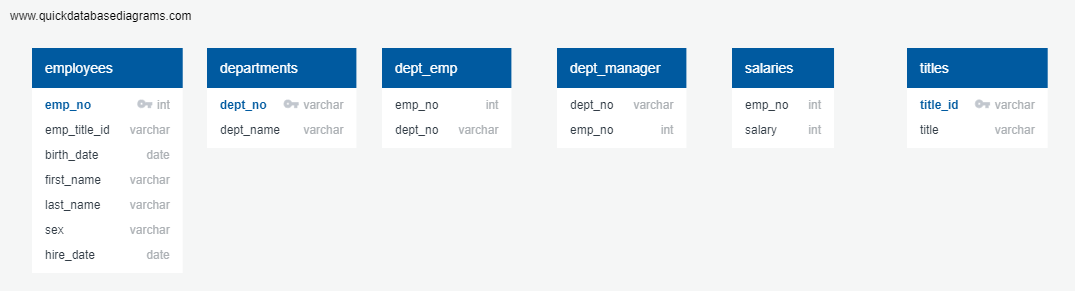 www.quickdatabasediagrams.com
employees
emp_no int
emp_title_id varchar
birth_date date
first_name varchar
last_name varchar
sex varchar
hire_date date
departments
dept_no varchar
dept_name varchar
dept_emp
emp_no int
dept_no varchar
dept_manager
dept_no varchar
emp_no int
salaries
emp_no int
salary int
titles
title_id varchar
title varchar